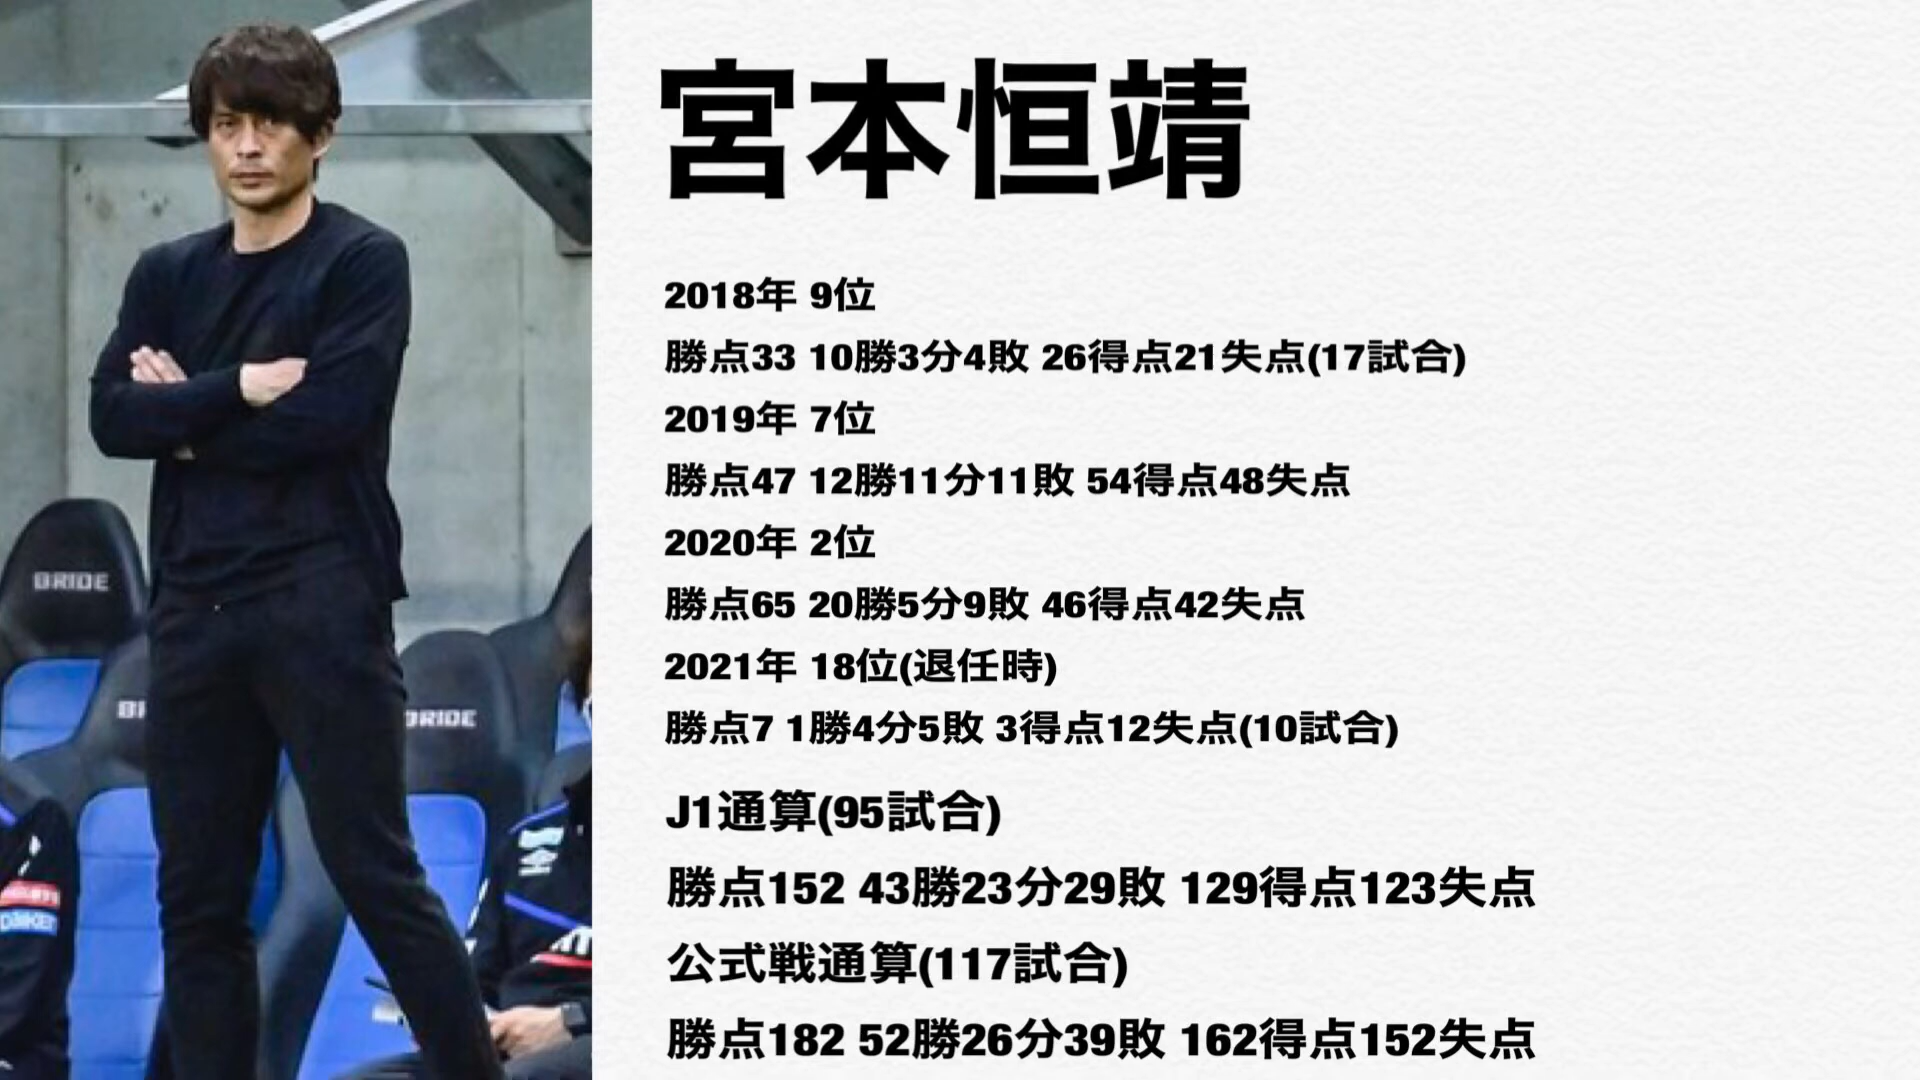 宮本恒靖
2018年 9位
勝点33 10勝3分4敗 26得点21失点(17試合)
2019年 7位
勝点47 12勝11分11敗 54得点48失点
2020年 2位
勝点65 20勝5分9敗 46得点42失点
2021年 18位(退任時)
勝点7 1勝4分5敗 3得点12失点(10試合)
J1通算(95試合)
勝点152 43勝23分29敗 129得点123失点
公式戦通算(117試合)
勝点182 52勝26分39敗 162得点152失点
BRIDE
BRIDE